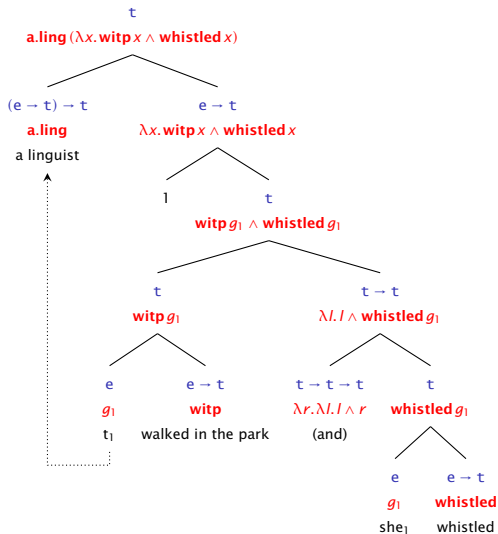 t
a.ling (λx. witp x ∧ whistled x)
(e → t) → t
e → t
a.ling
λx. witp x ∧ whistled x
a linguist
1
t
witp g₁ ∧ whistled g₁
t
t → t
witp g₁
λl. l ∧ whistled g₁
e
e → t
t → t → t
t
g₁
witp
λr. λl. l ∧ r
whistled g₁
t₁
walked in the park
(and)
e
e → t
g₁
whistled
she₁
whistled